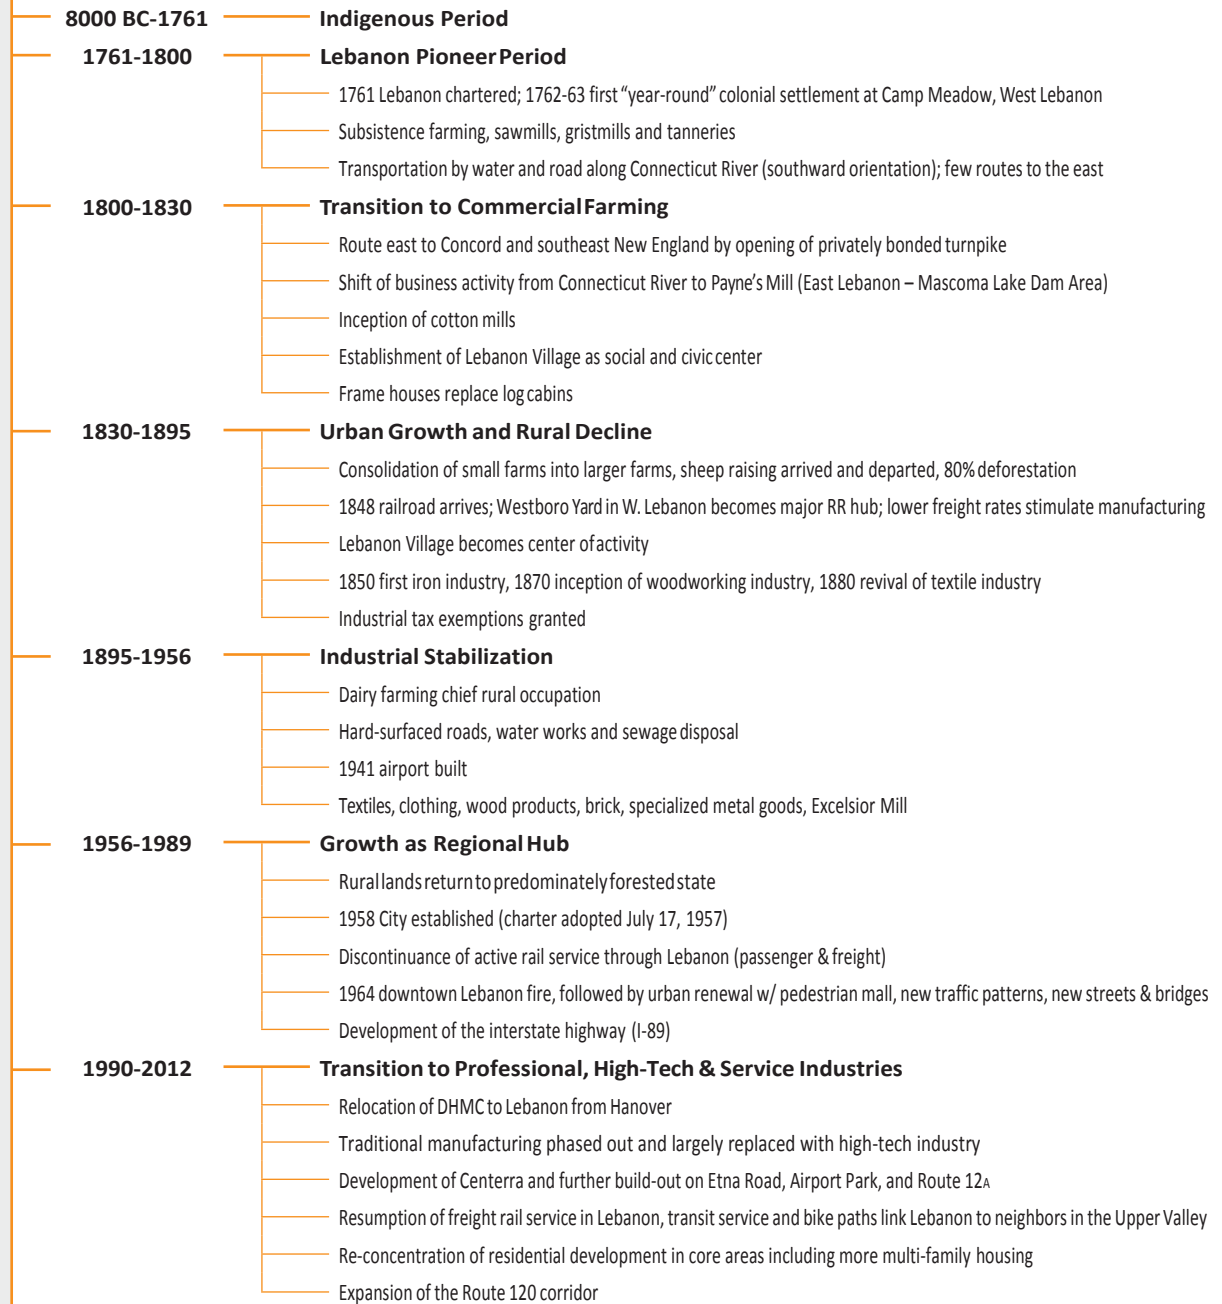 8000 BC-1761 Indigenous Period
1761-1800 Lebanon Pioneer Period
1761 Lebanon chartered; 1762-63 first “year-round” colonial settlement at Camp Meadow, West Lebanon
Subsistence farming, sawmills, gristmills and tanneries
Transportation by water and road along Connecticut River (southward orientation); few routes to the east
1800-1830 Transition to Commercial Farming
Route east to Concord and southeast New England by opening of privately bonded turnpike
Shift of business activity from Connecticut River to Payne’s Mill (East Lebanon – Mascoma Lake Dam Area)
Inception of cotton mills
Establishment of Lebanon Village as social and civic center
Frame houses replace log cabins
1830-1895 Urban Growth and Rural Decline
Consolidation of small farms into larger farms, sheep raising arrived and departed, 80% deforestation
1848 railroad arrives; Westboro Yard in W. Lebanon becomes major RR hub; lower freight rates stimulate manufacturing
Lebanon Village becomes center of activity
1850 first iron industry, 1870 inception of woodworking industry, 1880 revival of textile industry
Industrial tax exemptions granted
1895-1956 Industrial Stabilization
Dairy farming chief rural occupation
Hard-surfaced roads, water works and sewage disposal
1941 airport built
Textiles, clothing, wood products, brick, specialized metal goods, Excelsior Mill
1956-1989 Growth as Regional Hub
Rural lands return to predominately forested state
1958 City established (charter adopted July 17, 1957)
Discontinuance of active rail service through Lebanon (passenger & freight)
1964 downtown Lebanon fire, followed by urban renewal w/ pedestrian mall, new traffic patterns, new streets & bridges
Development of the interstate highway (I-89)
1990-2012 Transition to Professional, High-Tech & Service Industries
Relocation of DHMC to Lebanon from Hanover
Traditional manufacturing phased out and largely replaced with high-tech industry
Development of Centerra and further build-out on Etna Road, Airport Park, and Route 12A
Resumption of freight rail service in Lebanon, transit service and bike paths link Lebanon to neighbors in the Upper Valley
Re-concentration of residential development in core areas including more multi-family housing
Expansion of the Route 120 corridor